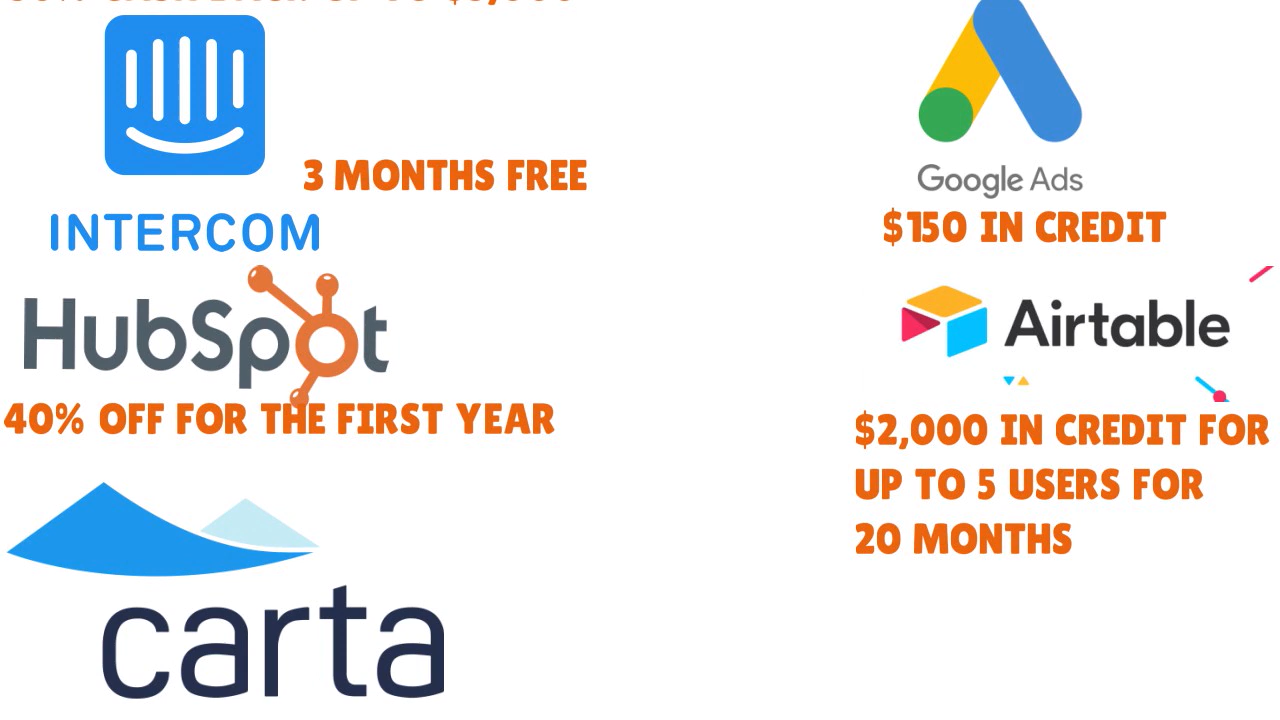 3 MONTHS FREE
INTERCOM
Google Ads
$150 IN CREDIT
HubSpot
40% OFF FOR THE FIRST YEAR
Airtable
$2,000 IN CREDIT FOR
UP TO 5 USERS FOR
20 MONTHS
carta